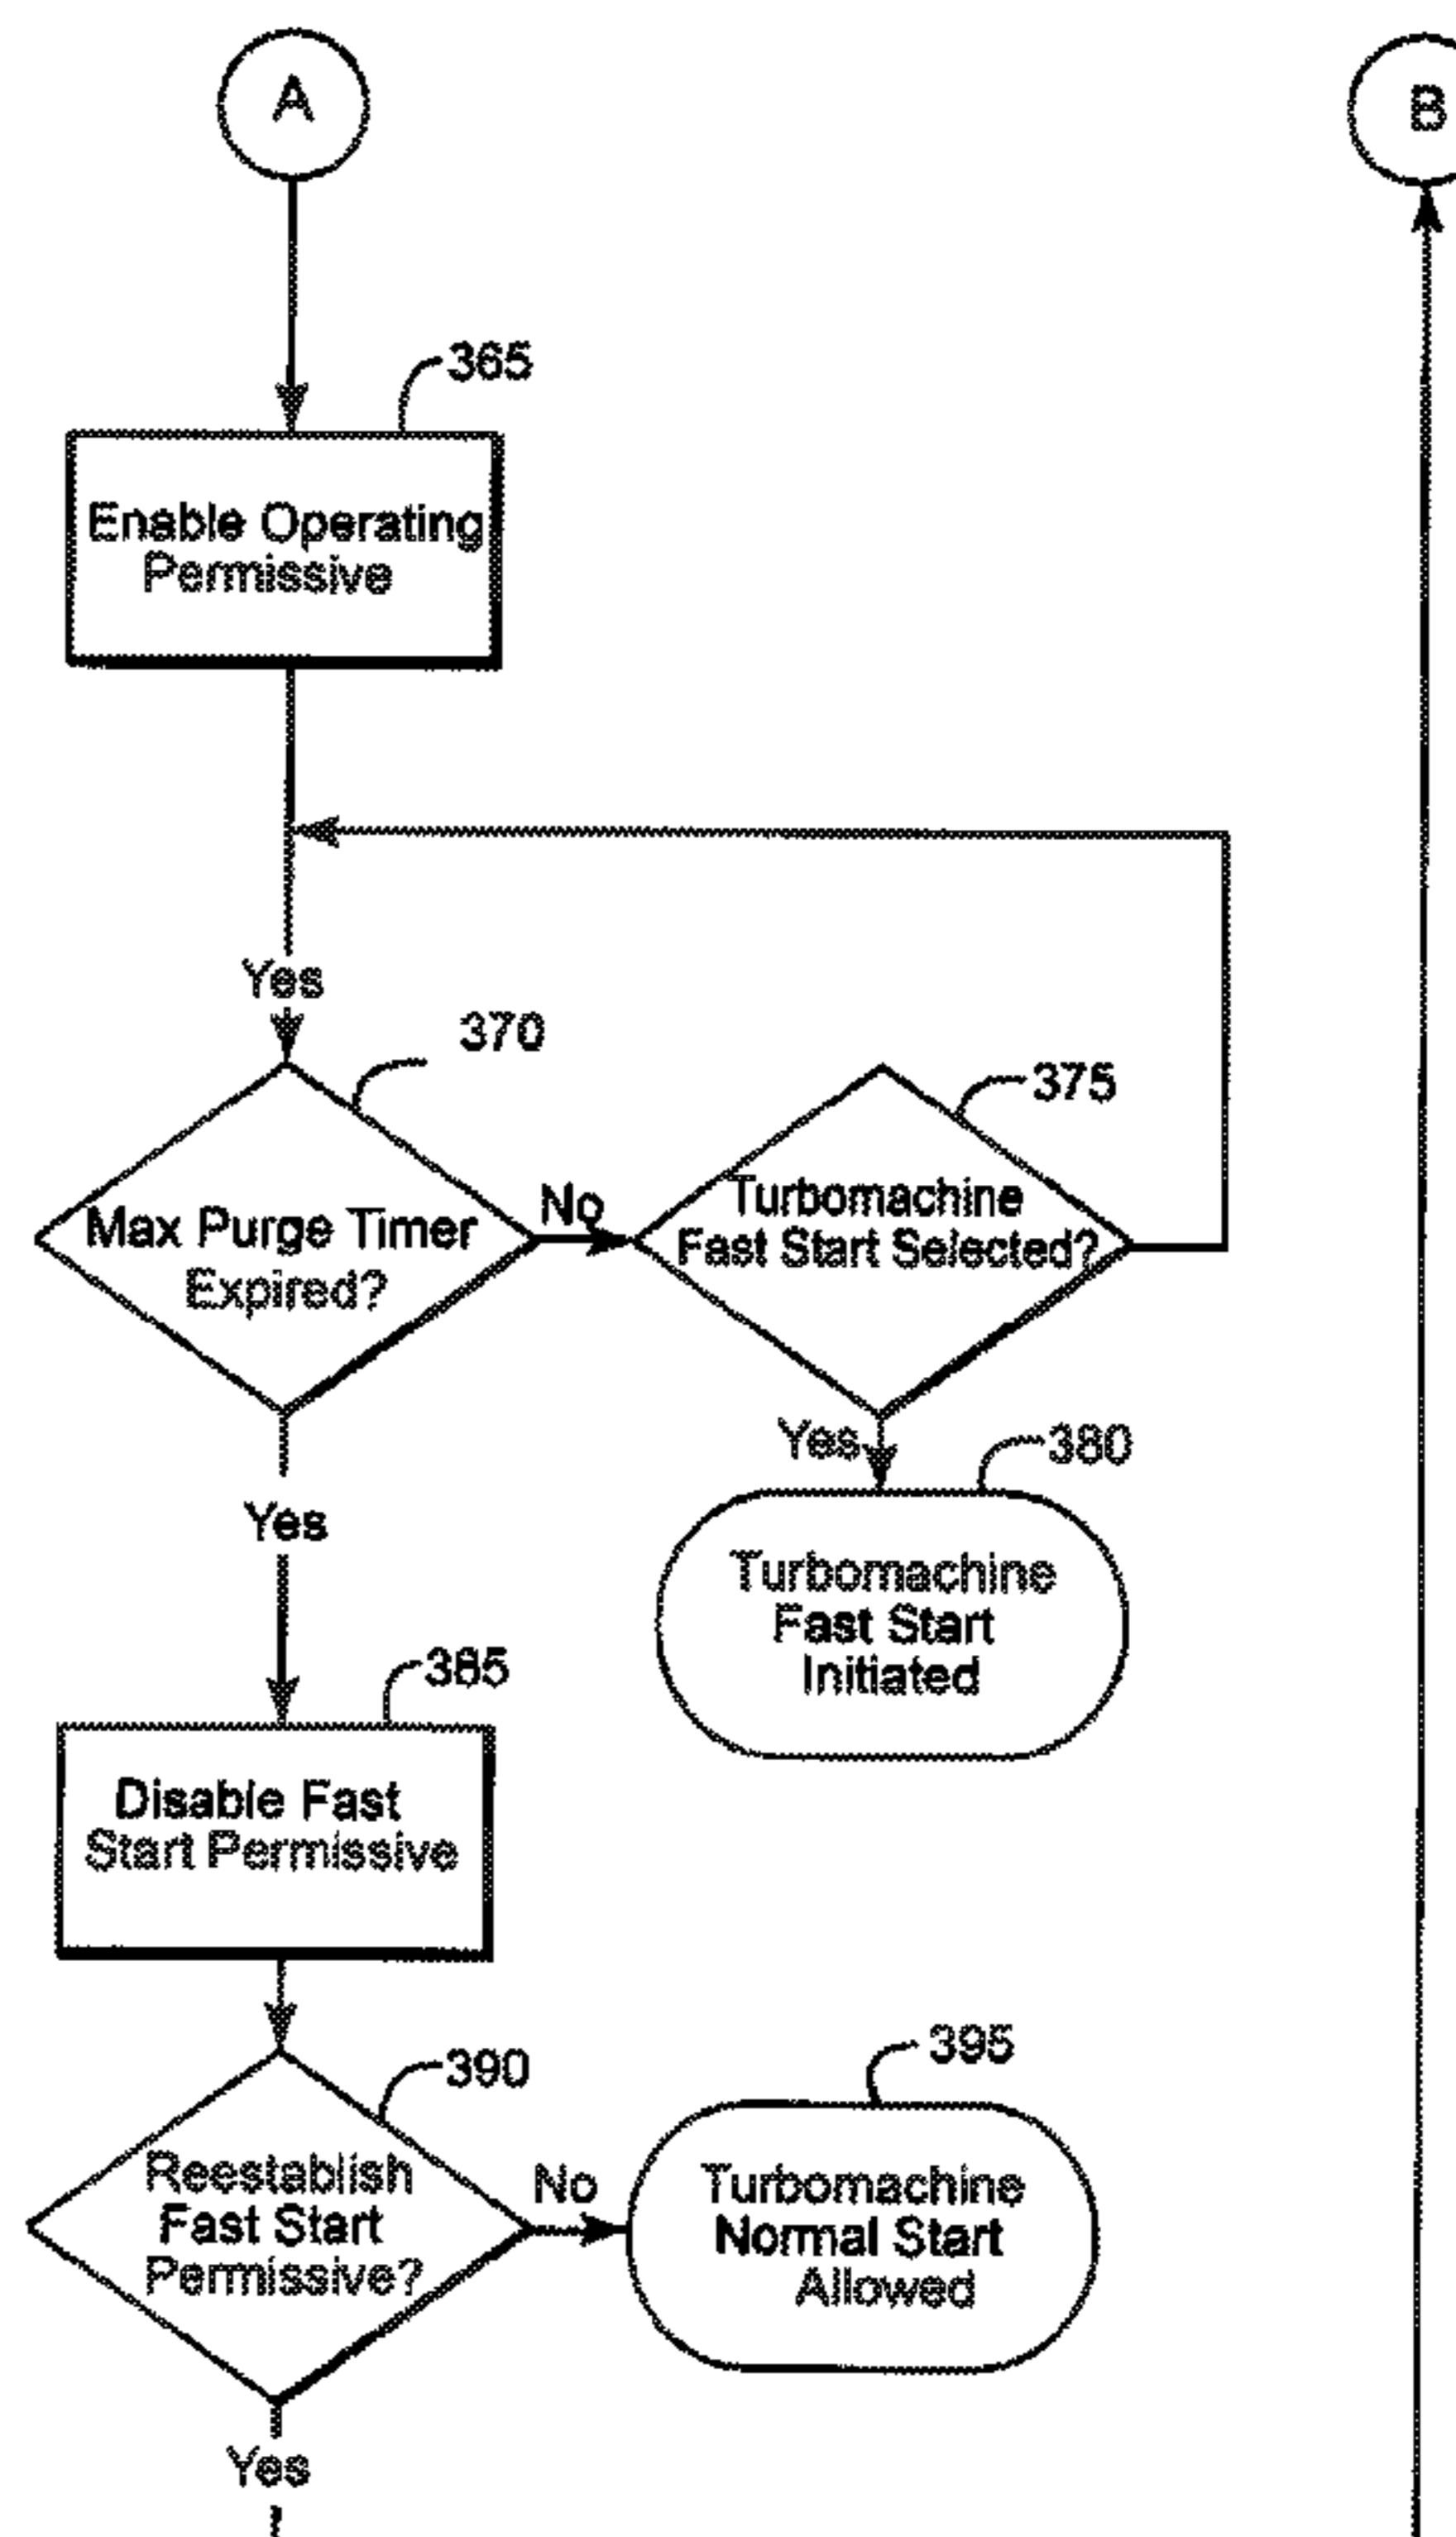 A
B
365
Enable Operating
Permissive
Yes
370
Max Purge Timer
Expired?
No
375
Turbomachine
Fast Start Selected?
Yes
380
Turbomachine
Fast Start
Initiated
Yes
385
Disable Fast
Start Permissive
390
Reestablish
Fast Start
Permissive?
No
395
Turbomachine
Normal Start
Allowed
Yes